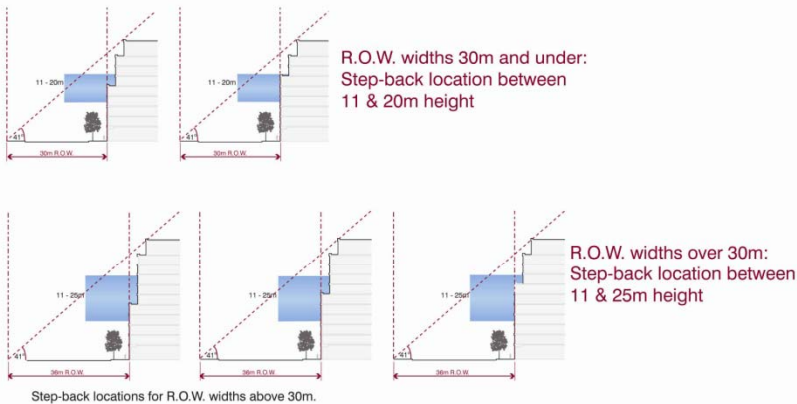 R.O.W. widths 30m and under:
Step-back location between
11 & 20m height
11 - 20m
11 - 20m
41°
41°
30m R.O.W.
30m R.O.W.
R.O.W. widths over 30m:
Step-back location between
11 & 25m height
11 - 25m
11 - 25m
11 - 25m
41°
41°
41°
36m R.O.W.
36m R.O.W.
36m R.O.W.
Step-back locations for R.O.W. widths above 30m.